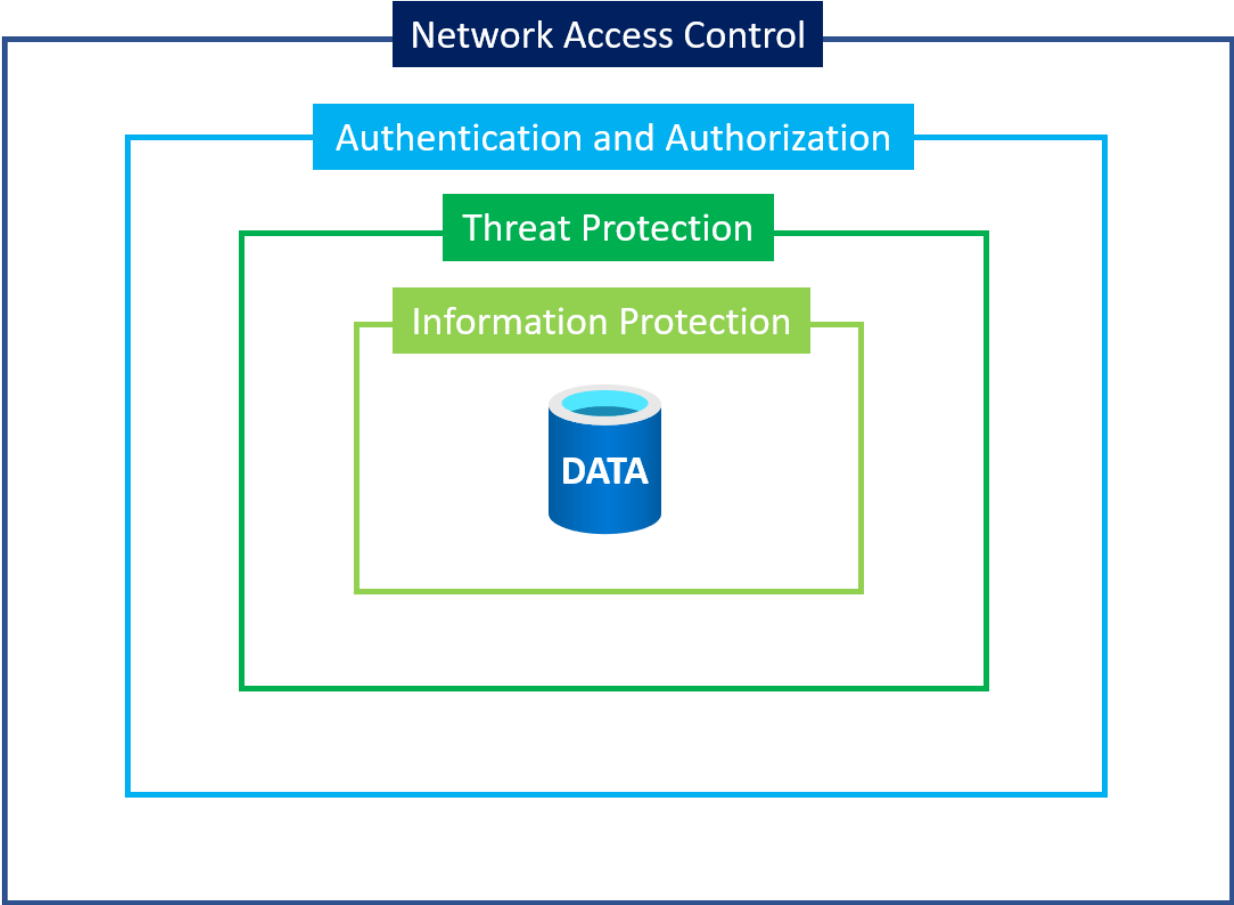 Network Access Control
Authentication and Authorization
Threat Protection
Information Protection
DATA